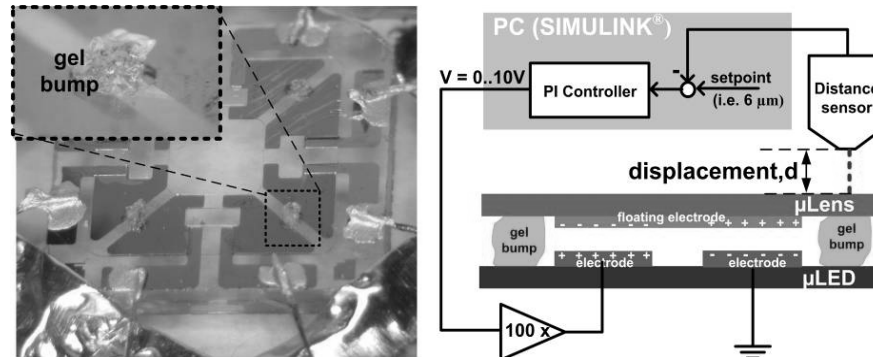 gel
bump
PC (SIMULINK®)
V = 0..10V
PI Controller
-
setpoint
(i.e. 6 µm)
Distance
sensor
displacement,d
µLens
floating electrode
- - - - - + + + + +
gel
bump
gel
bump
+ + + + + + - - - - - -
electrode
electrode
µLED
100 x